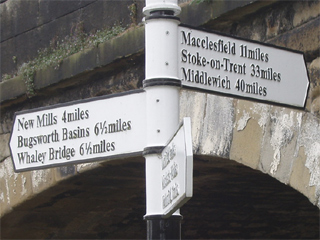 Macclesfield 11miles
Stoke-on-Trent 33miles
Middlewich 40miles
New Mills 4miles
Bugsworth Basins 6½miles
Whaley Bridge 6½miles